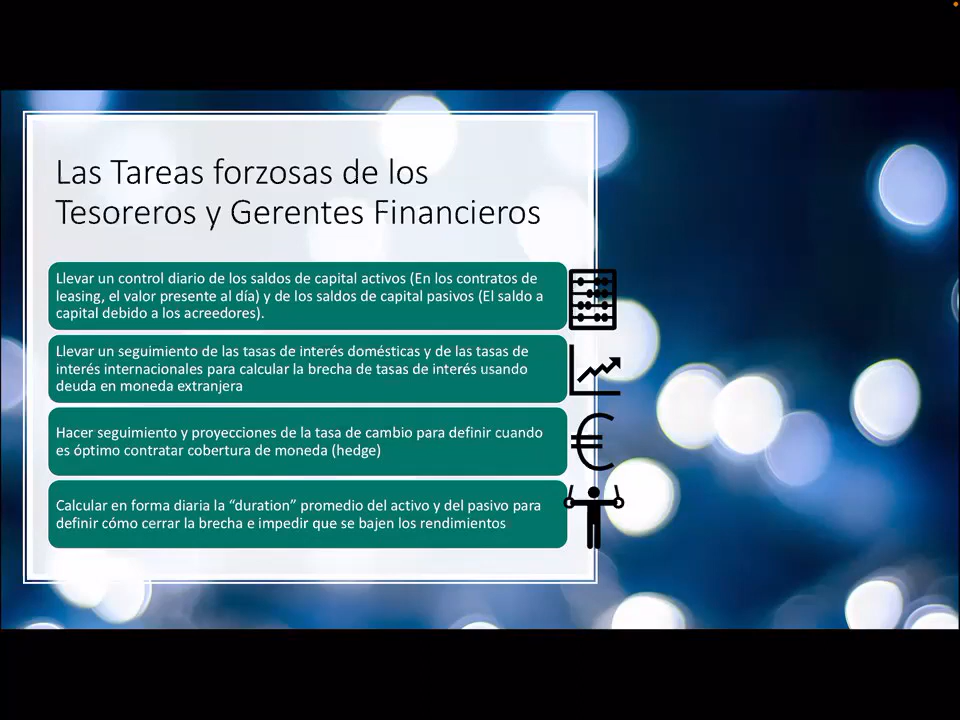 Las Tareas forzosas de los
Tesoreros y Gerentes Financieros
Llevar un control diario de los saldos de capital activos (En los contratos de
leasing, el valor presente al día) y de los saldos de capital pasivos (El saldo a
capital debido a los acreedores).
Llevar un seguimiento de las tasas de interés domésticas y de las tasas de
interés internacionales para calcular la brecha de tasas de interés usando
deuda en moneda extranjera
Hacer seguimiento y proyecciones de la tasa de cambio para definir cuando
es óptimo contratar cobertura de moneda (hedge)
Calcular en forma diaria la “duration” promedio del activo y del pasivo para
definir cómo cerrar la brecha e impedir que se bajen los rendimientos